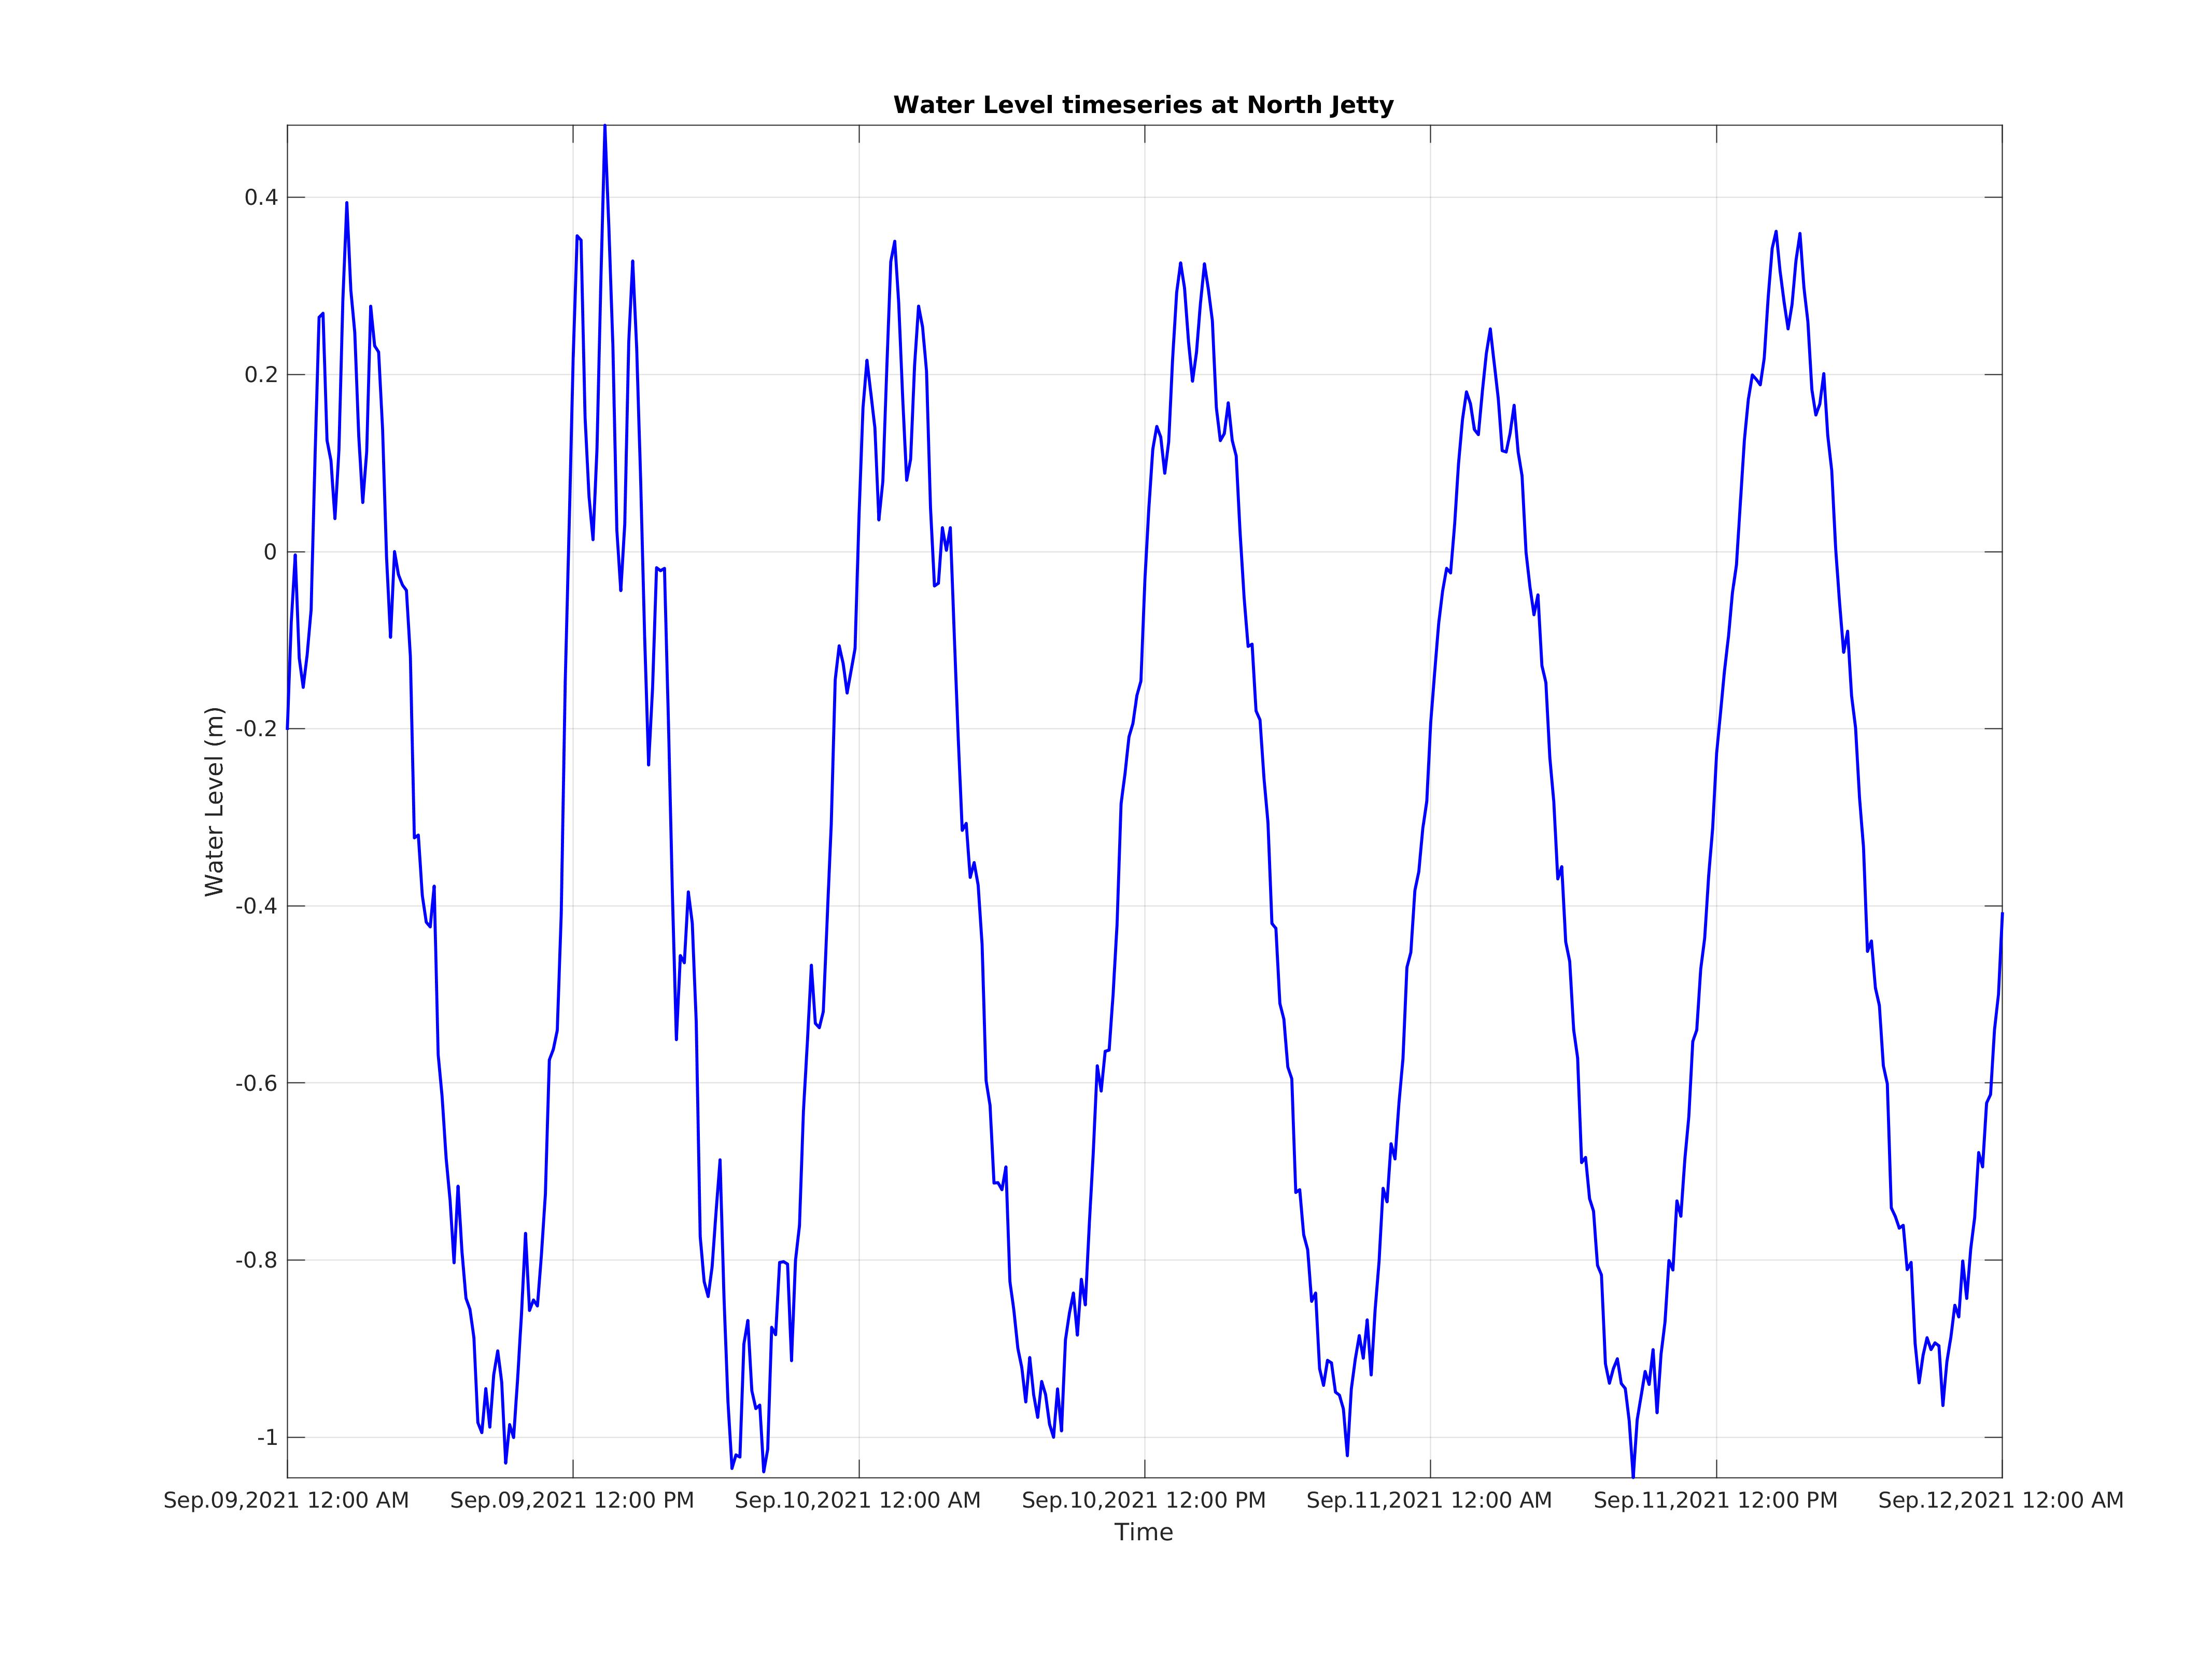 Water Level timeseries at North Jetty
0.4
0.2
0
-0.2
-0.4
-0.6
-0.8
-1
Water Level (m)
Sep.09,2021 12:00 AM Sep.09,2021 12:00 PM Sep.10,2021 12:00 AM Sep.10,2021 12:00 PM Sep.11,2021 12:00 AM Sep.11,2021 12:00 PM Sep.12,2021 12:00 AM
Time